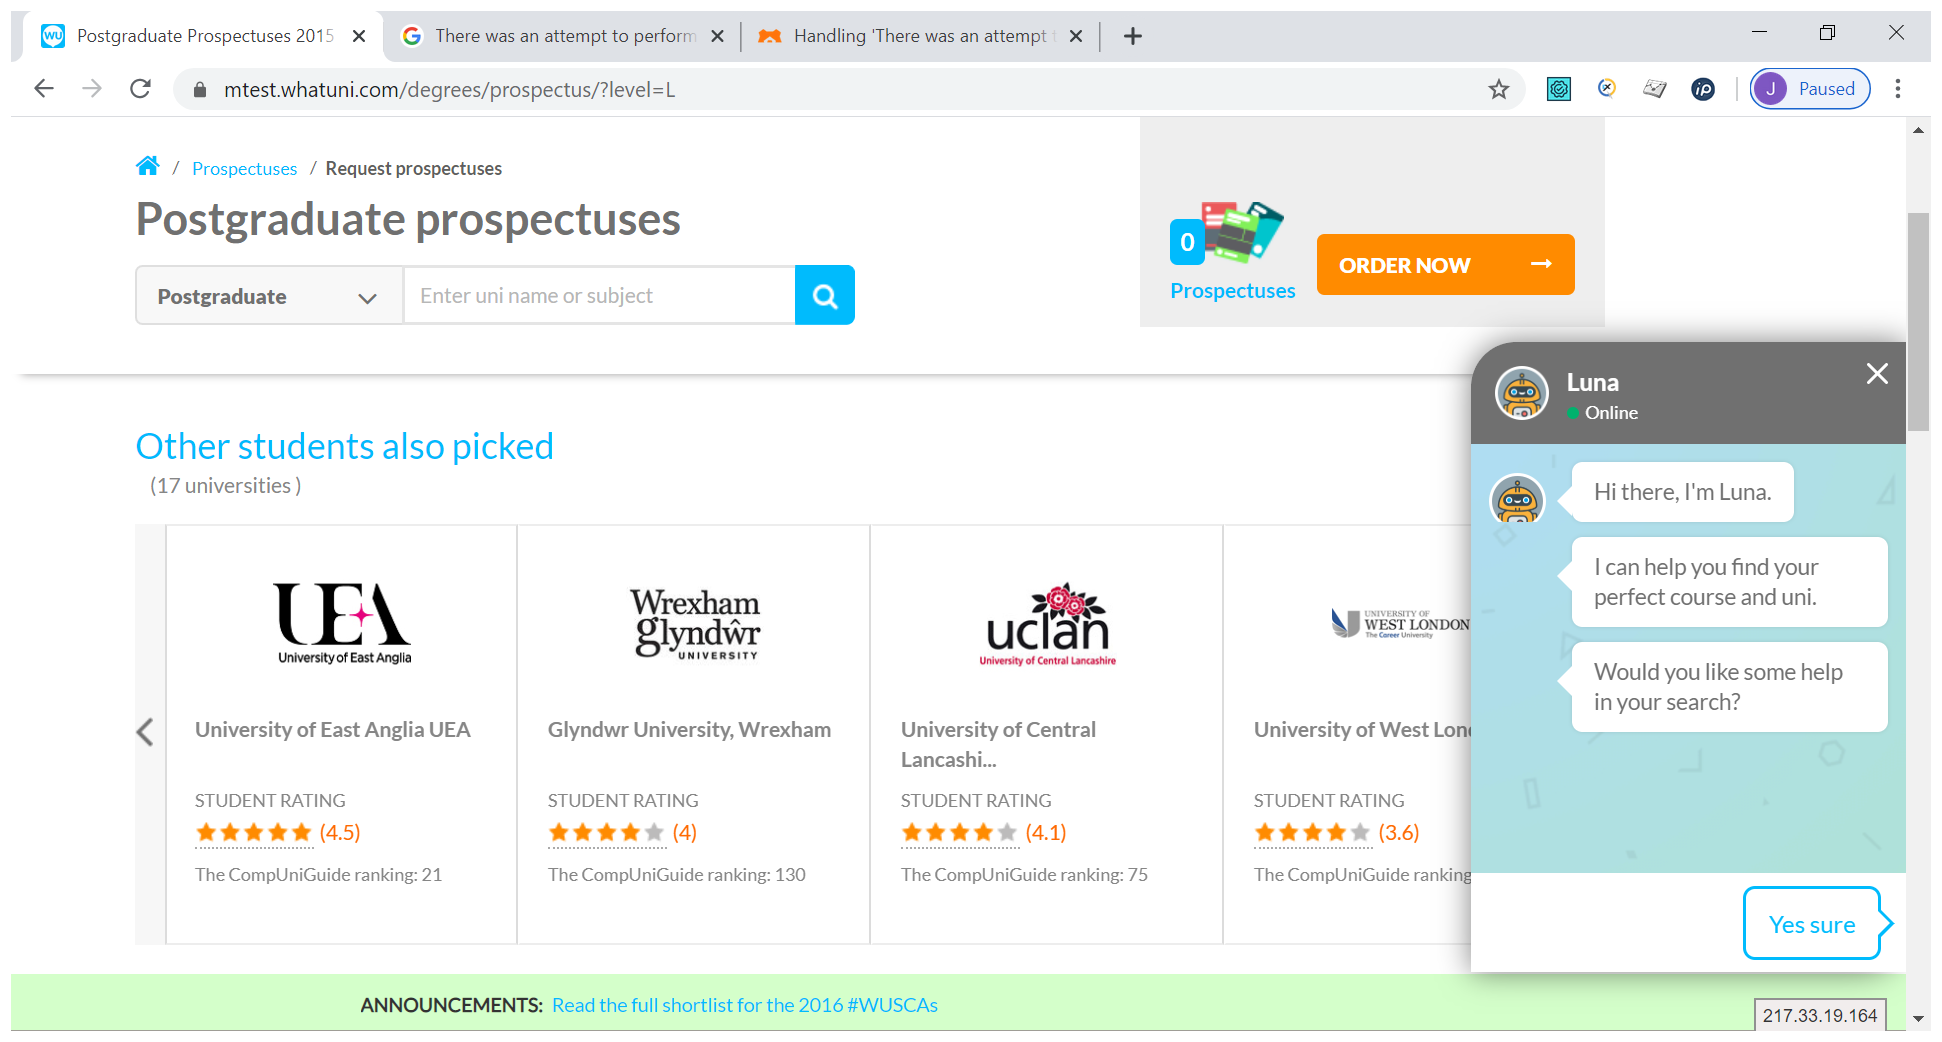 WU Postgraduate Prospectuses 2015
There was an attempt to perform
Handling 'There was an attempt
mtest.whatuni.com/degrees/prospectus/?level=L
iP
J Paused
/ Prospectuses / Request prospectuses
Postgraduate prospectuses
Postgraduate
Enter uni name or subject
0
Prospectuses
ORDER NOW
Other students also picked
(17 universities )
UEA
University of East Anglia
University of East Anglia UEA
STUDENT RATING
(4.5)
The CompUniGuide ranking: 21
Wrexham
glyndŵr
UNIVERSITY
Glyndwr University, Wrexham
STUDENT RATING
(4)
The CompUniGuide ranking: 130
uclan
University of Central Lancashire
University of Central
Lancashi...
STUDENT RATING
(4.1)
The CompUniGuide ranking: 75
UNIVERSITY OF
WEST LONDON
The Career University
University of West Lon
STUDENT RATING
(3.6)
The CompUniGuide ranking
Luna
Online
Hi there, I'm Luna.
I can help you find your
perfect course and uni.
Would you like some help
in your search?
Yes sure
ANNOUNCEMENTS: Read the full shortlist for the 2016 #WUSCAs
217.33.19.164